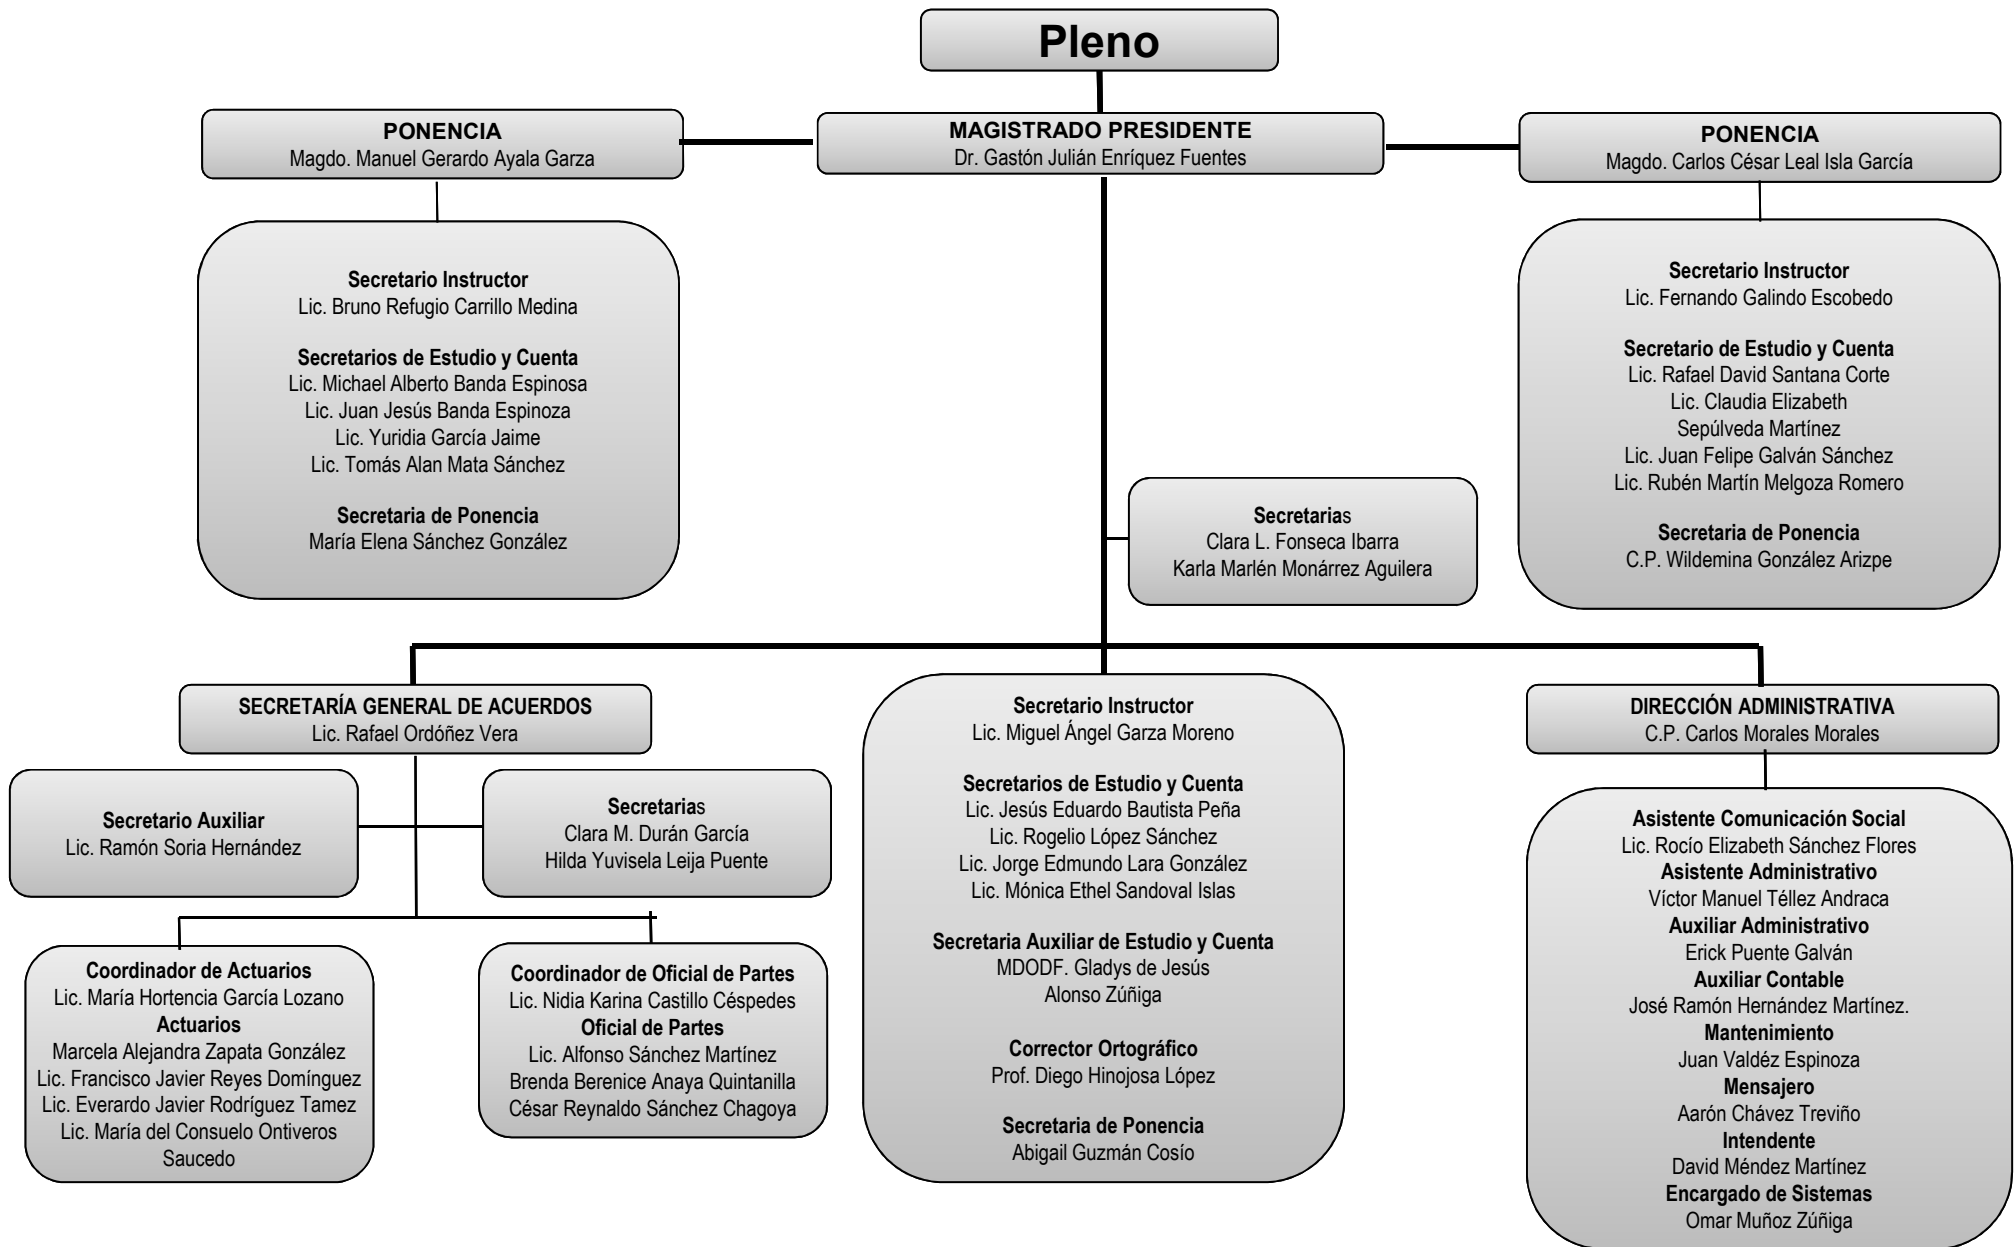 Pleno
PONENCIA
Magdo. Manuel Gerardo Ayala Garza
MAGISTRADO PRESIDENTE
Dr. Gastón Julián Enríquez Fuentes
PONENCIA
Magdo. Carlos César Leal Isla García
Secretario Instructor
Lic. Bruno Refugio Carrillo Medina
Secretarios de Estudio y Cuenta
Lic. Michael Alberto Banda Espinosa
Lic. Juan Jesús Banda Espinoza
Lic. Yuridia García Jaime
Lic. Tomás Alan Mata Sánchez
Secretaria de Ponencia
María Elena Sánchez González
Secretario Instructor
Lic. Fernando Galindo Escobedo
Secretario de Estudio y Cuenta
Lic. Rafael David Santana Corte
Lic. Claudia Elizabeth
Sepúlveda Martínez
Lic. Juan Felipe Galván Sánchez
Lic. Rubén Martín Melgoza Romero
Secretaria de Ponencia
C.P. Wildemina González Arizpe
Secretarias
Clara L. Fonseca Ibarra
Karla Marlén Monárrez Aguilera
SECRETARÍA GENERAL DE ACUERDOS
Lic. Rafael Ordóñez Vera
Secretario Auxiliar
Lic. Ramón Soria Hernández
Secretarias
Clara M. Durán García
Hilda Yuvisela Leija Puente
Coordinador de Actuarios
Lic. María Hortencia García Lozano
Actuarios
Marcela Alejandra Zapata González
Lic. Francisco Javier Reyes Domínguez
Lic. Everardo Javier Rodríguez Tamez
Lic. María del Consuelo Ontiveros
Saucedo
Coordinador de Oficial de Partes
Lic. Nidia Karina Castillo Céspedes
Oficial de Partes
Lic. Alfonso Sánchez Martínez
Brenda Berenice Anaya Quintanilla
César Reynaldo Sánchez Chagoya
Secretario Instructor
Lic. Miguel Ángel Garza Moreno
Secretarios de Estudio y Cuenta
Lic. Jesús Eduardo Bautista Peña
Lic. Rogelio López Sánchez
Lic. Jorge Edmundo Lara González
Lic. Mónica Ethel Sandoval Islas
Secretaria Auxiliar de Estudio y Cuenta
MDODF. Gladys de Jesús
Alonso Zúñiga
Corrector Ortográfico
Prof. Diego Hinojosa López
Secretaria de Ponencia
Abigail Guzmán Cosío
DIRECCIÓN ADMINISTRATIVA
C.P. Carlos Morales Morales
Asistente Comunicación Social
Lic. Rocío Elizabeth Sánchez Flores
Asistente Administrativo
Víctor Manuel Téllez Andraca
Auxiliar Administrativo
Erick Puente Galván
Auxiliar Contable
José Ramón Hernández Martínez.
Mantenimiento
Juan Valdéz Espinoza
Mensajero
Aarón Chávez Treviño
Intendente
David Méndez Martínez
Encargado de Sistemas
Omar Muñoz Zúñiga